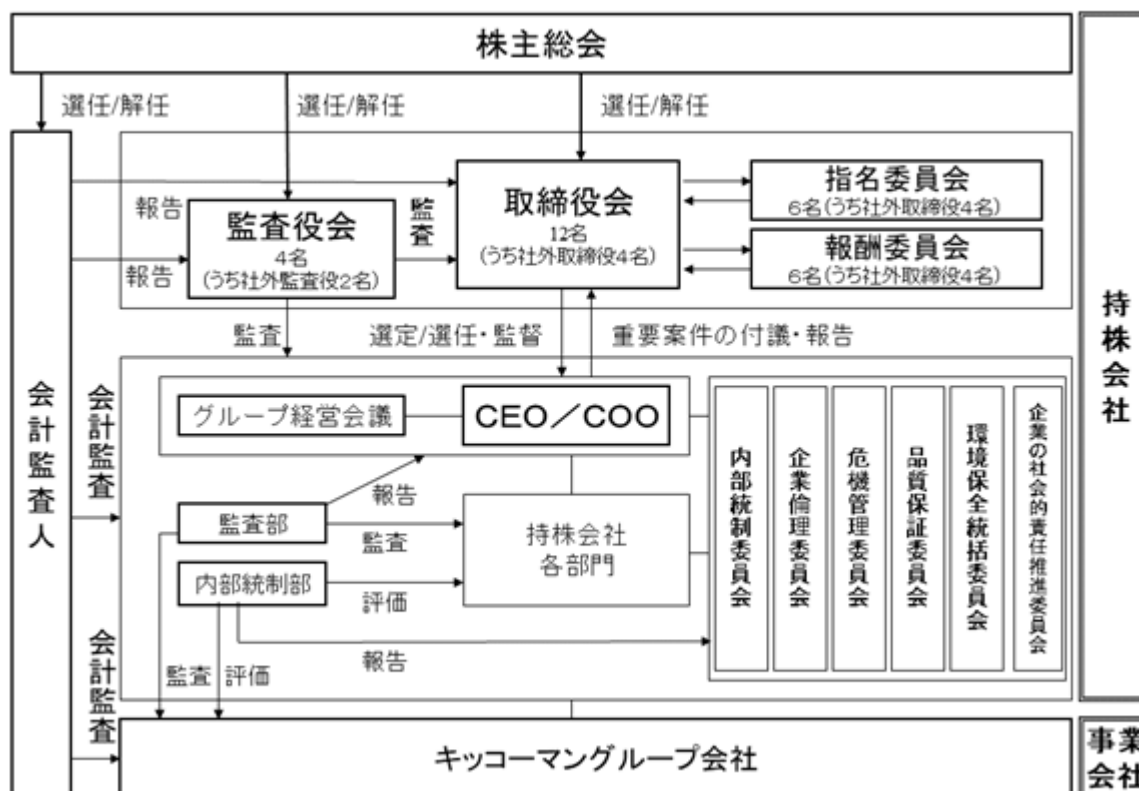 株主総会
選任/解任
選任/解任
選任/解任
持株会社
会計監査人
報告
報告
監査役会
4名
(うち社外監査役2名)
監査
取締役会
12名
(うち社外取締役4名)
指名委員会
6名(うち社外取締役4名)
報酬委員会
6名(うち社外取締役4名)
監査
選定/選任・監督
重要案件の付議・報告
会計監査
グループ経営会議
CEO/COO
報告
監査部
監査
内部統制部
評価
持株会社
各部門
報告
内部統制委員会
企業倫理委員会
危機管理委員会
品質保証委員会
環境保全統括委員会
企業の社会的責任推進委員会
会計監査
監査
評価
キッコーマングループ会社
事業
会社